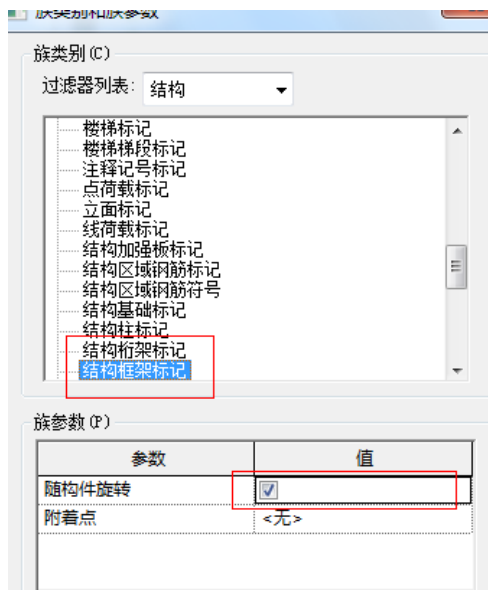 族类别和族参数
族类别(C)
过滤器列表: 结构
楼梯标记
楼梯梯段标记
注释记号标记
点荷载标记
立面标记
线荷载标记
结构加强板标记
结构区域钢筋标记
结构区域钢筋符号
结构基础标记
结构柱标记
结构桁架标记
结构框架标记
族参数(P)
参数 值
随构件旋转
附着点 <无>